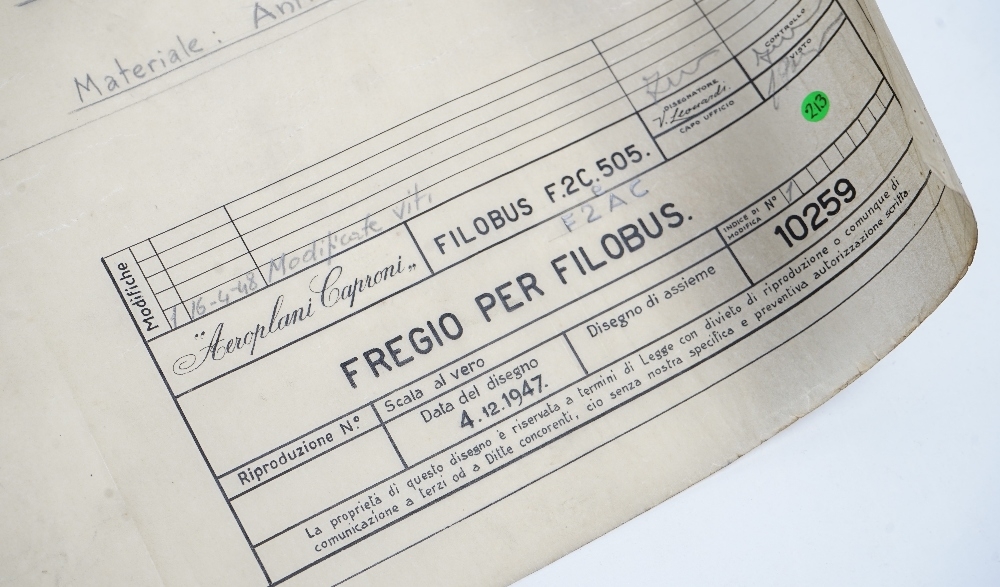 Materiale:
Modifiche
1 16-4-48 Modificate viti
"Aeroplani Caproni"
FILOBUS F.2C.505.
e
F2AC
DISEGNATORE
V. Leonardi
CAPO UFFICIO
CONTROLLO
VISTO
213
FREGIO PER FILOBUS.
INDICE DI
MODIFICA N° 1
10259
Riproduzione N.°
Scala al vero
Data del disegno
4.12.1947.
Disegno di assieme
La proprietà di questo disegno è riservata a termini di Legge con divieto di riproduzione o comunque di
comunicazione a terzi od a Ditte concorenti, cio senza nostra specifica e preventiva autorizzazione scritta